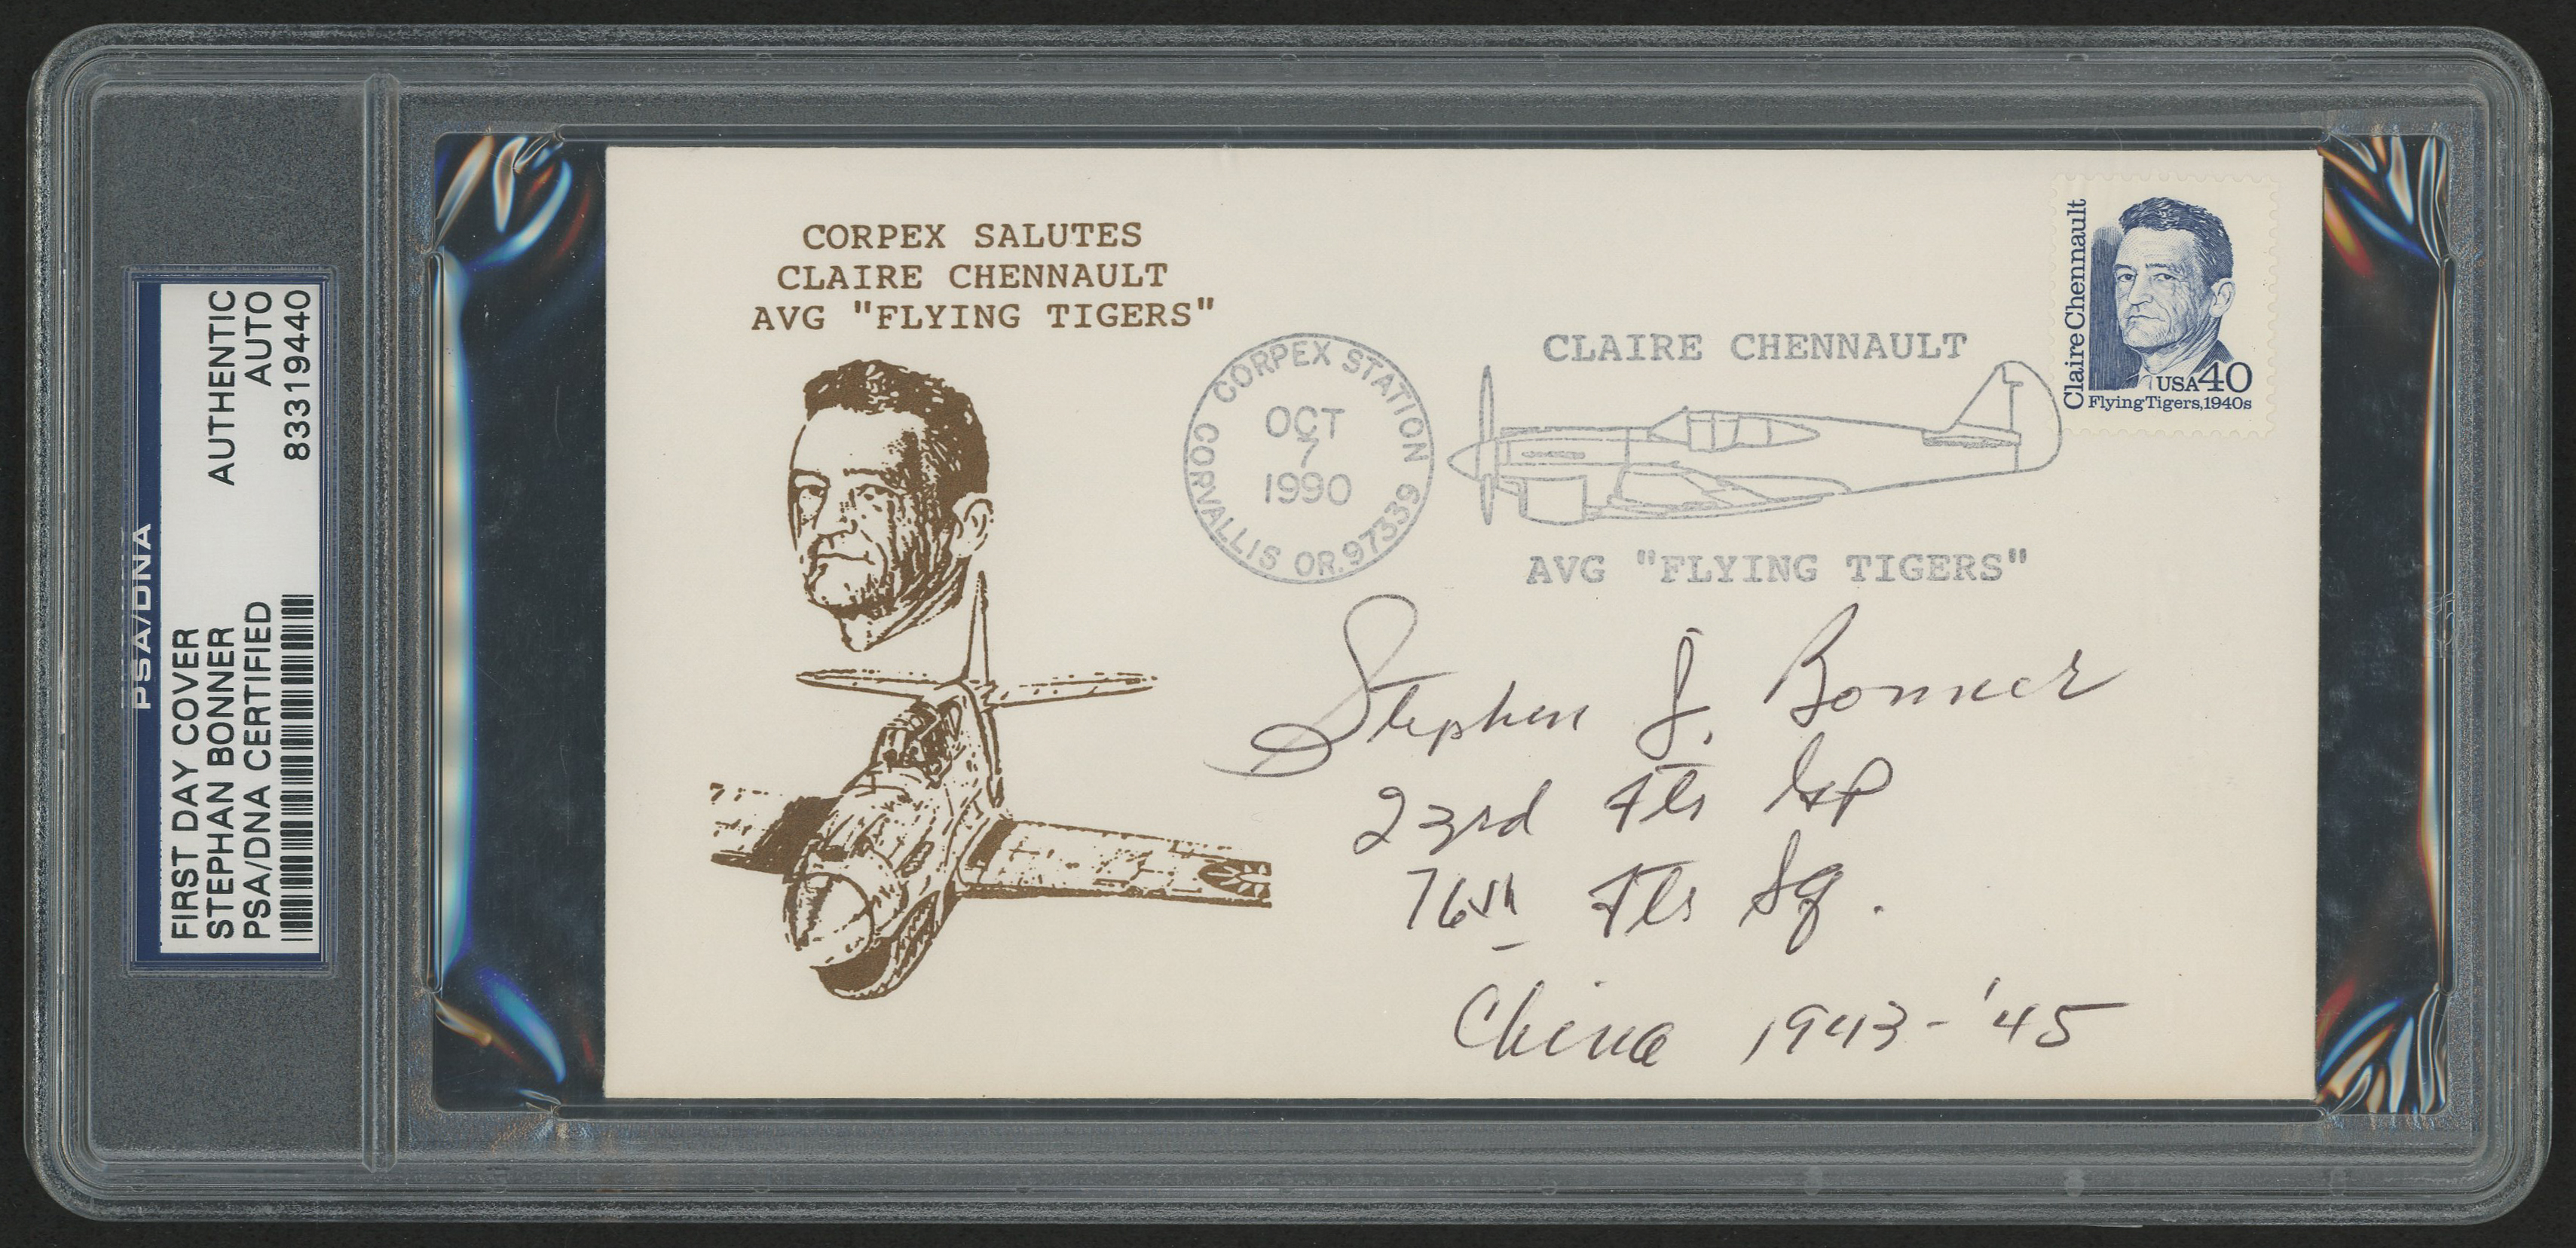 PSA/DNA
FIRST DAY COVER
STEPHAN BONNER
PSA/DNA CERTIFIED
AUTHENTIC
AUTO
83319440
CORPEX SALUTES
CLAIRE CHENNAULT
AVG "FLYING TIGERS"
CORPEX STATION
OCT
7
1990
CORVALLIS OR. 97339
CLAIRE CHENNAULT
AVG "FLYING TIGERS"
Claire Chennault
USA 40
Flying Tigers, 1940s
Stephen J. Bonner
23rd Ftr Gp
76th Ftr Sq.
China 1943-'45